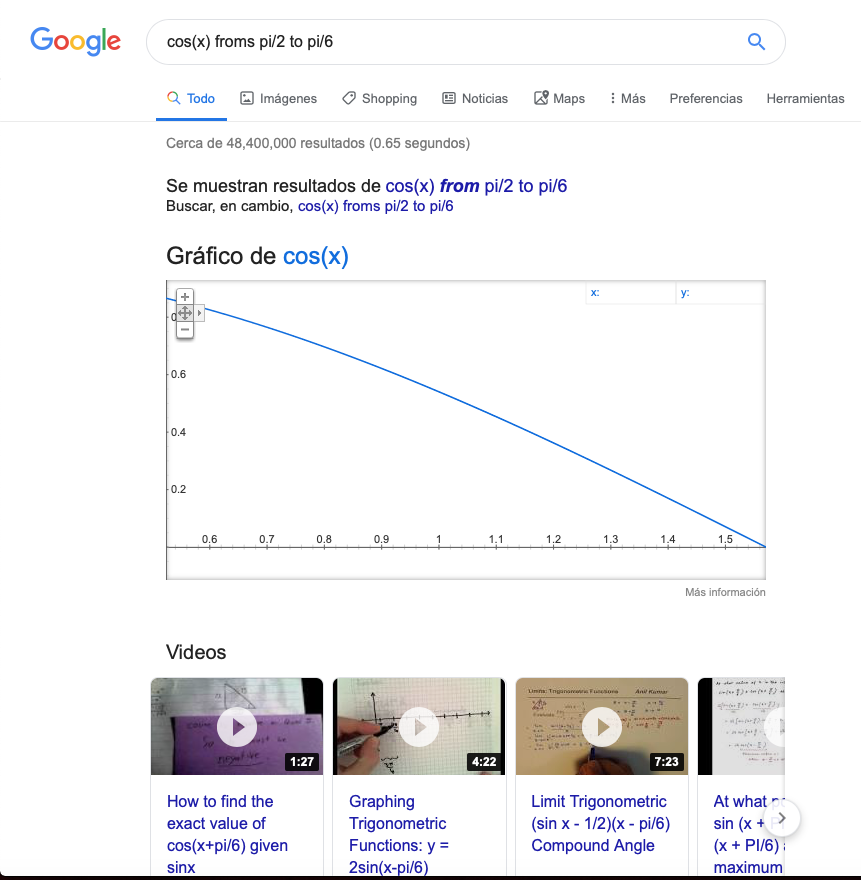 Google
cos(x) froms pi/2 to pi/6
Todo Imágenes Shopping Noticias Maps Más Preferencias Herramientas
Cerca de 48,400,000 resultados (0.65 segundos)
Se muestran resultados de cos(x) from pi/2 to pi/6
Buscar, en cambio, cos(x) froms pi/2 to pi/6
Gráfico de cos(x)
x: y:
0.6
0.4
0.2
0.6 0.7 0.8 0.9 1 1.1 1.2 1.3 1.4 1.5
Más información
Videos
Limits: Trigonometric Functions Anil Kumar
1:27 4:22 7:23
How to find the
exact value of
cos(x+pi/6) given
sinx
Graphing
Trigonometric
Functions: y =
2sin(x-pi/6)
Limit Trigonometric
(sin x - 1/2)(x - pi/6)
Compound Angle
At what
sin (x +
(x + PI/6)
maximum